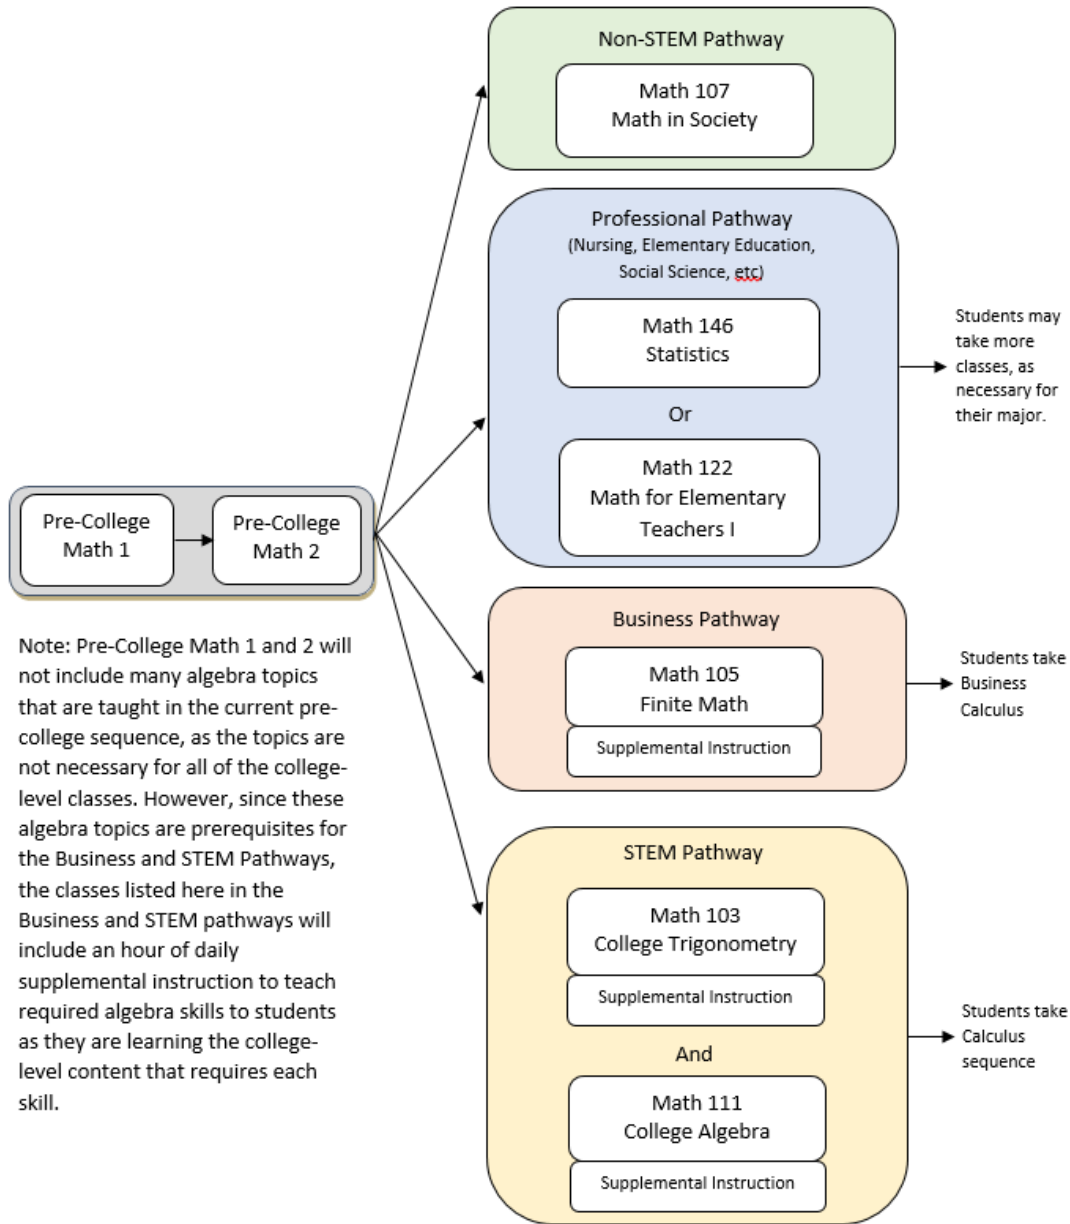 Non-STEM Pathway
Math 107
Math in Society
Professional Pathway
(Nursing, Elementary Education,
Social Science, etc)
Math 146
Statistics
Or
Math 122
Math for Elementary
Teachers I
Students may
take more
classes, as
necessary for
their major.
Pre-College
Math 1
Pre-College
Math 2
Note: Pre-College Math 1 and 2 will
not include many algebra topics
that are taught in the current pre-
college sequence, as the topics are
not necessary for all of the college-
level classes. However, since these
algebra topics are prerequisites for
the Business and STEM Pathways,
the classes listed here in the
Business and STEM pathways will
include an hour of daily
supplemental instruction to teach
required algebra skills to students
as they are learning the college-
level content that requires each
skill.
Business Pathway
Math 105
Finite Math
Supplemental Instruction
Students take
Business
Calculus
STEM Pathway
Math 103
College Trigonometry
Supplemental Instruction
And
Math 111
College Algebra
Supplemental Instruction
Students take
Calculus
sequence